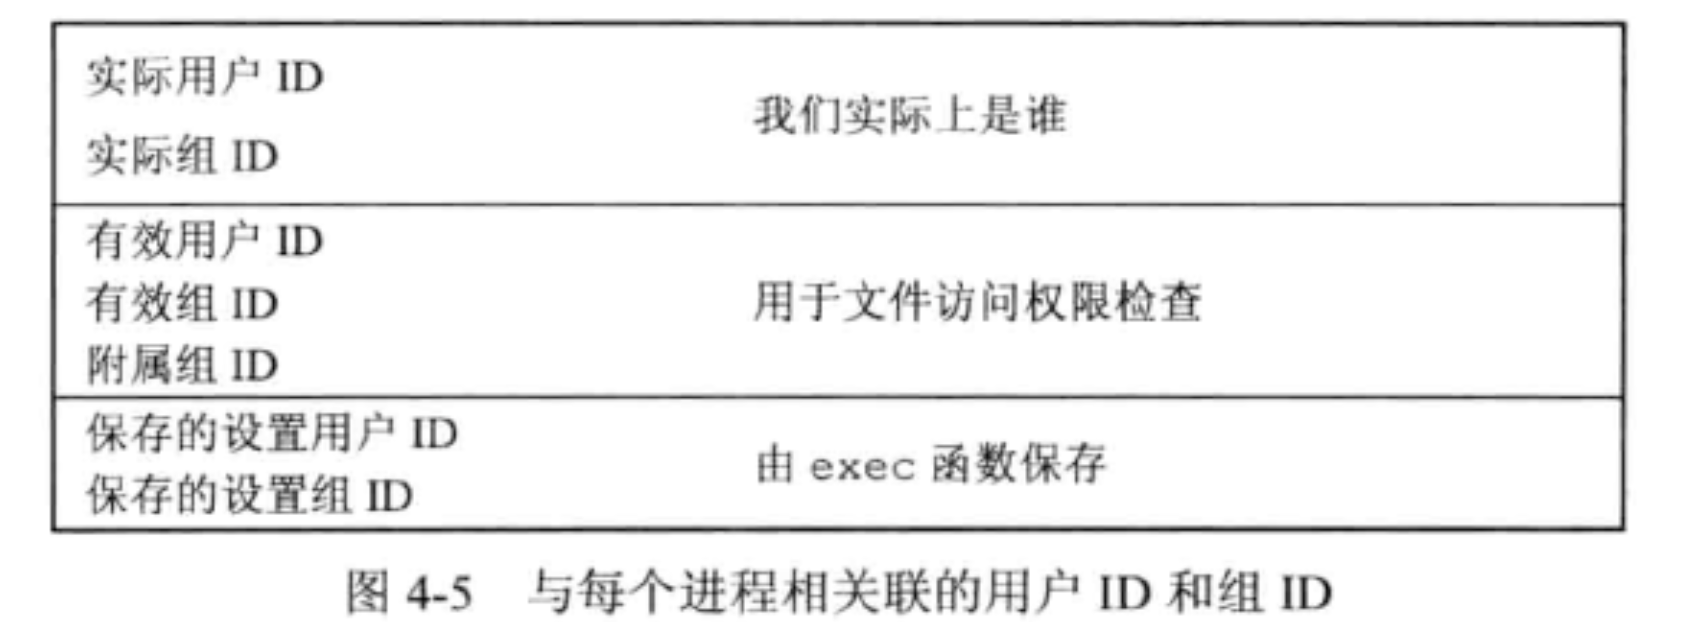 实际用户 ID
实际组 ID
我们实际上是谁
有效用户 ID
有效组 ID
附属组 ID
用于文件访问权限检查
保存的设置用户 ID
保存的设置组 ID
由 exec 函数保存
图 4-5 与每个进程相关联的用户 ID 和组 ID